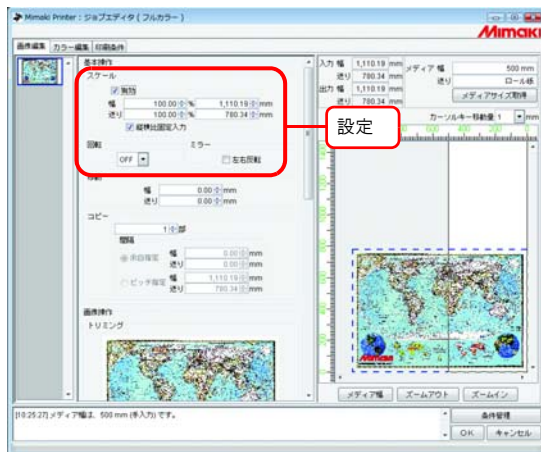 Mimaki Printer : ジョブエディタ ( フルカラー )
Mimaki
画像編集 カラー編集 印刷条件
基本操作
スケール
有効
幅 100.00 % 1,110.19 mm
送り 100.00 % 780.34 mm
縦横比固定入力
回転 ミラー
OFF 左右反転
移動
幅 0.00 mm
送り 0.00 mm
コピー
1 部
間隔
余白指定 幅 0.00 mm
送り 0.00 mm
ピッチ指定 幅 1,110.19 mm
送り 780.34 mm
画像操作
トリミング
設定
入力 幅 1,110.19 mm
送り 780.34 mm
出力 幅 1,110.19 mm
送り 780.34 mm
メディア 幅 500 mm
送り ロール紙
メディアサイズ取得
カーソルキー移動量: 1 mm
600 400 200 0
Mimaki
メディア幅 ズームアウト ズームイン
[10:25:27] メディア幅は、500 mm (手入力) です。
条件管理
OK キャンセル